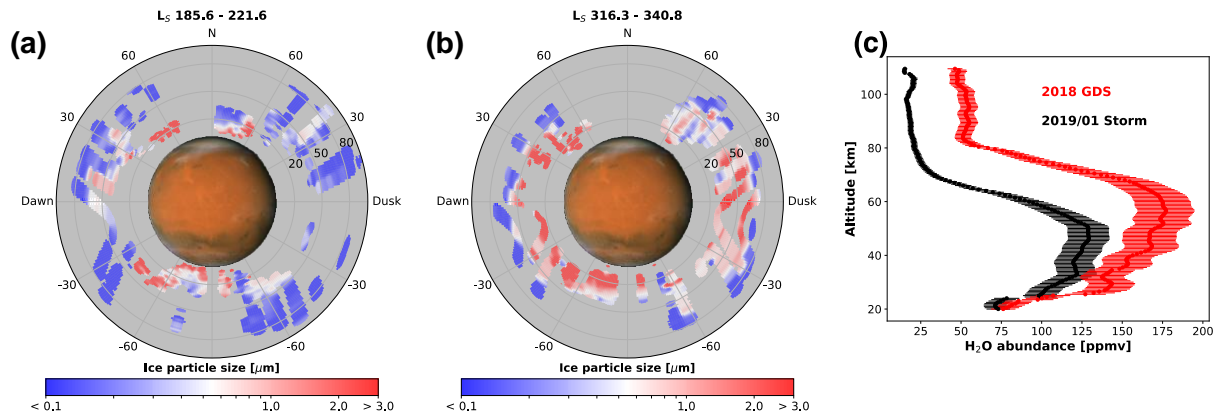 (a)
L_S 185.6 - 221.6
N
60
60
30
30
80
50
20
Dawn
Dusk
-30
-30
-60
-60
Ice particle size [μm]
< 0.1
1.0
2.0
> 3.0
(b)
L_S 316.3 - 340.8
N
60
60
30
30
80
50
20
Dawn
Dusk
-30
-30
-60
-60
Ice particle size [μm]
< 0.1
1.0
2.0
> 3.0
(c)
2018 GDS
2019/01 Storm
Altitude [km]
100
80
60
40
20
25
50
75
100
125
150
175
200
H₂O abundance [ppmv]